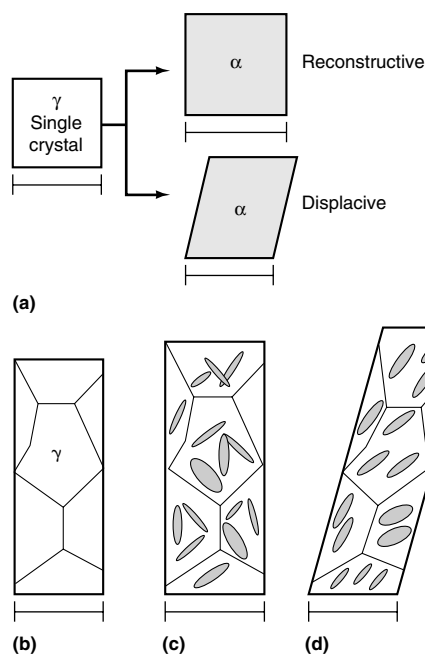 α
Reconstructive
γ
Single
crystal
α
Displacive
(a)
γ
(b)
(c)
(d)